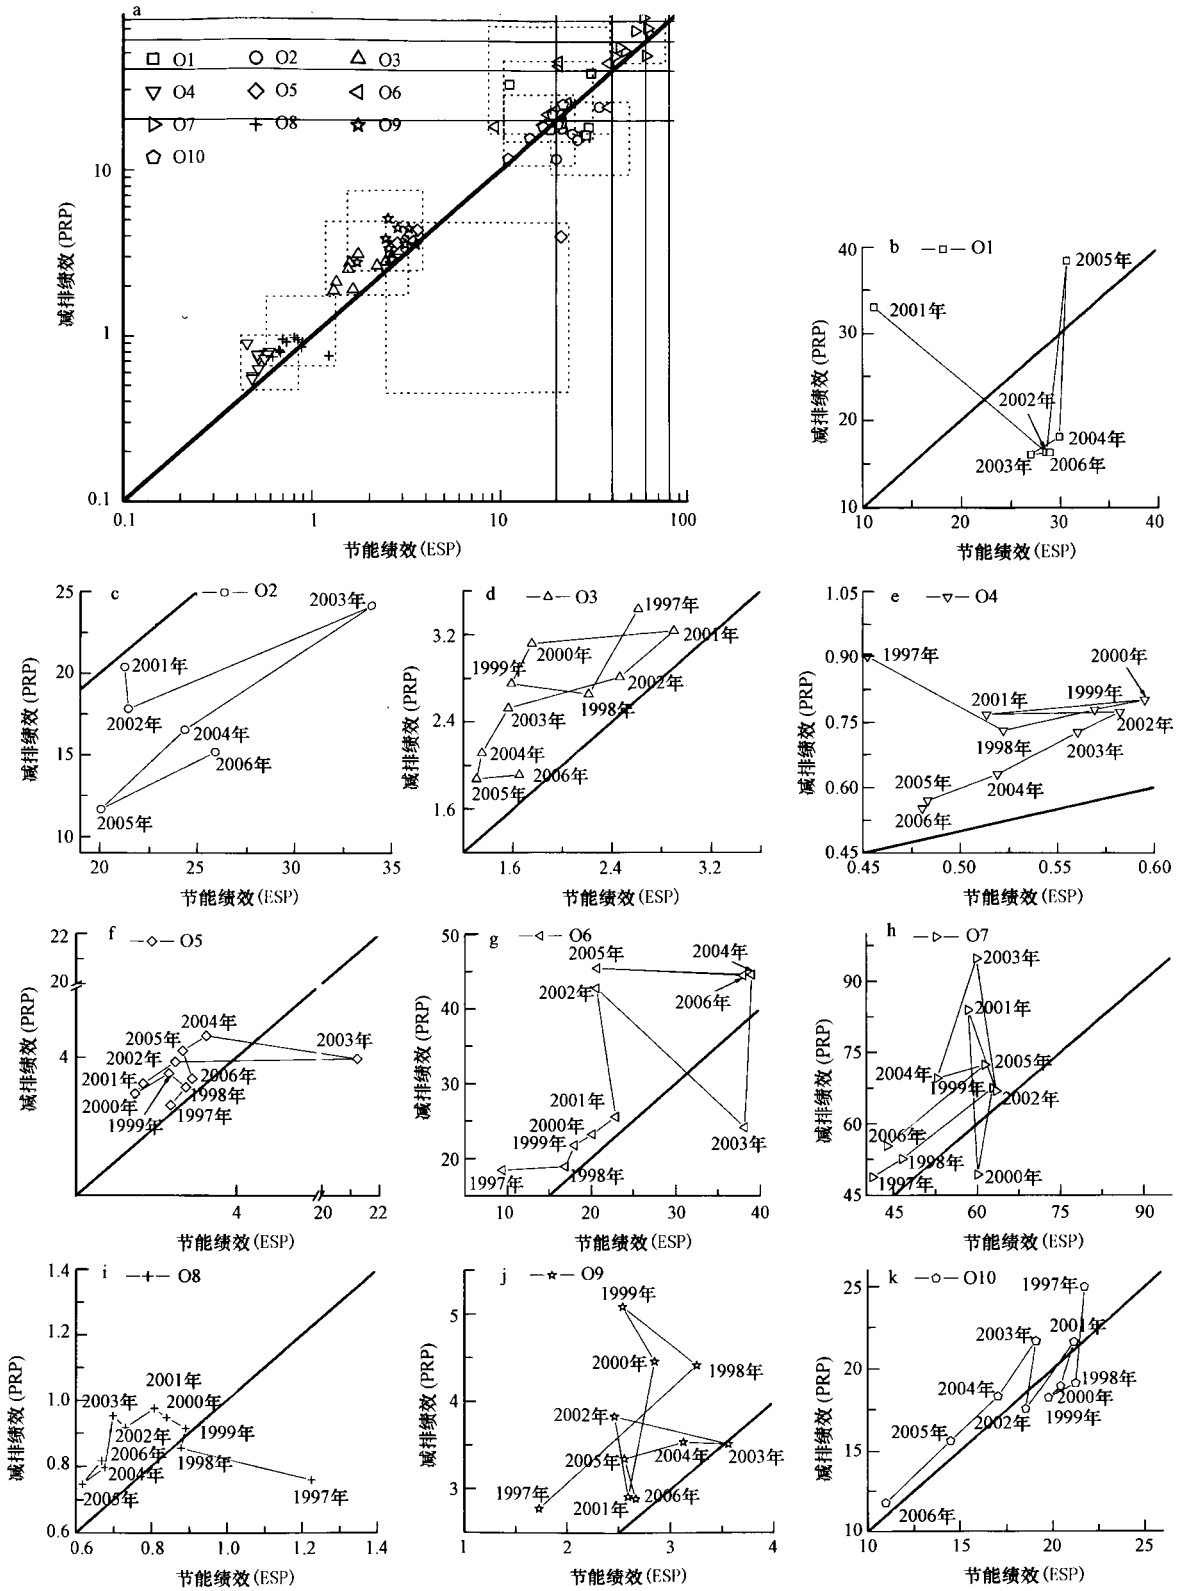 a
O1 O2 O3
O4 O5 O6
O7 O8 O9
O10
10
1
0.1
0.1 1 10 100
减排绩效(PRP)
节能绩效(ESP)
b O1
40
30
20
10
10 20 30 40
2001年
2005年
2002年
2004年
2003年 2006年
减排绩效(PRP)
节能绩效(ESP)
c O2
25
20
15
10
20 25 30 35
2003年
2001年
2002年
2004年
2006年
2005年
减排绩效(PRP)
节能绩效(ESP)
d O3
3.2
2.4
1.6
1.6 2.4 3.2
1997年
2001年
2000年
1999年
2002年
1998年
2003年
2004年
2006年
2005年
减排绩效(PRP)
节能绩效(ESP)
e O4
1.05
0.90
0.75
0.60
0.45
0.45 0.50 0.55 0.60
1997年
2000年
2001年 1999年
2002年
1998年 2003年
2005年 2004年
2006年
减排绩效(PRP)
节能绩效(ESP)
f O5
22
20
4
4 20 22
2004年
2005年 2003年
2002年
2001年 2006年
2000年 1998年
1999年 1997年
减排绩效(PRP)
节能绩效(ESP)
g O6
50
40
30
20
10 20 30 40
2005年 2004年
2002年 2006年
2001年
2000年
1999年 2003年
1997年 1998年
减排绩效(PRP)
节能绩效(ESP)
h O7
90
75
60
45
45 60 75 90
2003年
2001年
2005年
2004年
1999年 2002年
2006年
1998年
1997年 2000年
减排绩效(PRP)
节能绩效(ESP)
i O8
1.4
1.2
1.0
0.8
0.6
0.6 0.8 1.0 1.2 1.4
2001年
2003年 2000年
2002年 1999年
2006年
2004年 1998年
2005年 1997年
减排绩效(PRP)
节能绩效(ESP)
j O9
5
4
3
1 2 3 4
1999年
2000年 1998年
2002年
2005年 2004年 2003年
1997年
2001年 2006年
减排绩效(PRP)
节能绩效(ESP)
k O10
25
20
15
10
10 15 20 25
1997年
2003年 2001年
2004年 1998年
2000年
2002年 1999年
2005年
2006年
减排绩效(PRP)
节能绩效(ESP)